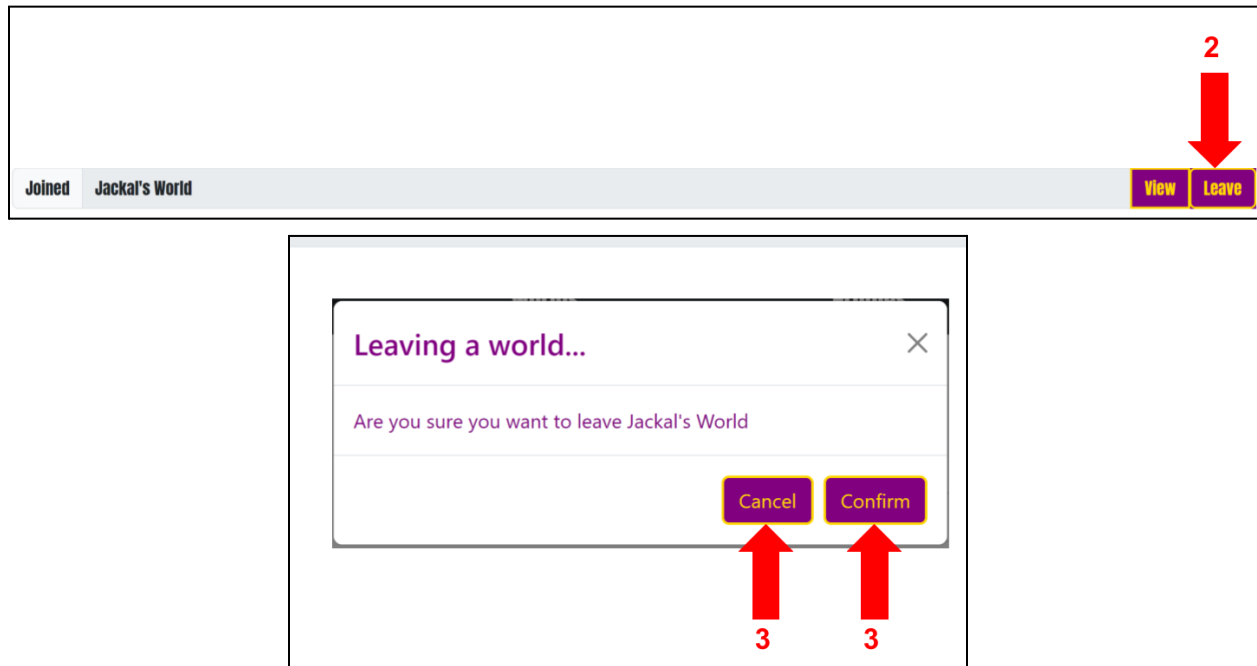 2
Joined Jackal's World View Leave
Leaving a world...
Are you sure you want to leave Jackal's World
Cancel Confirm
3 3